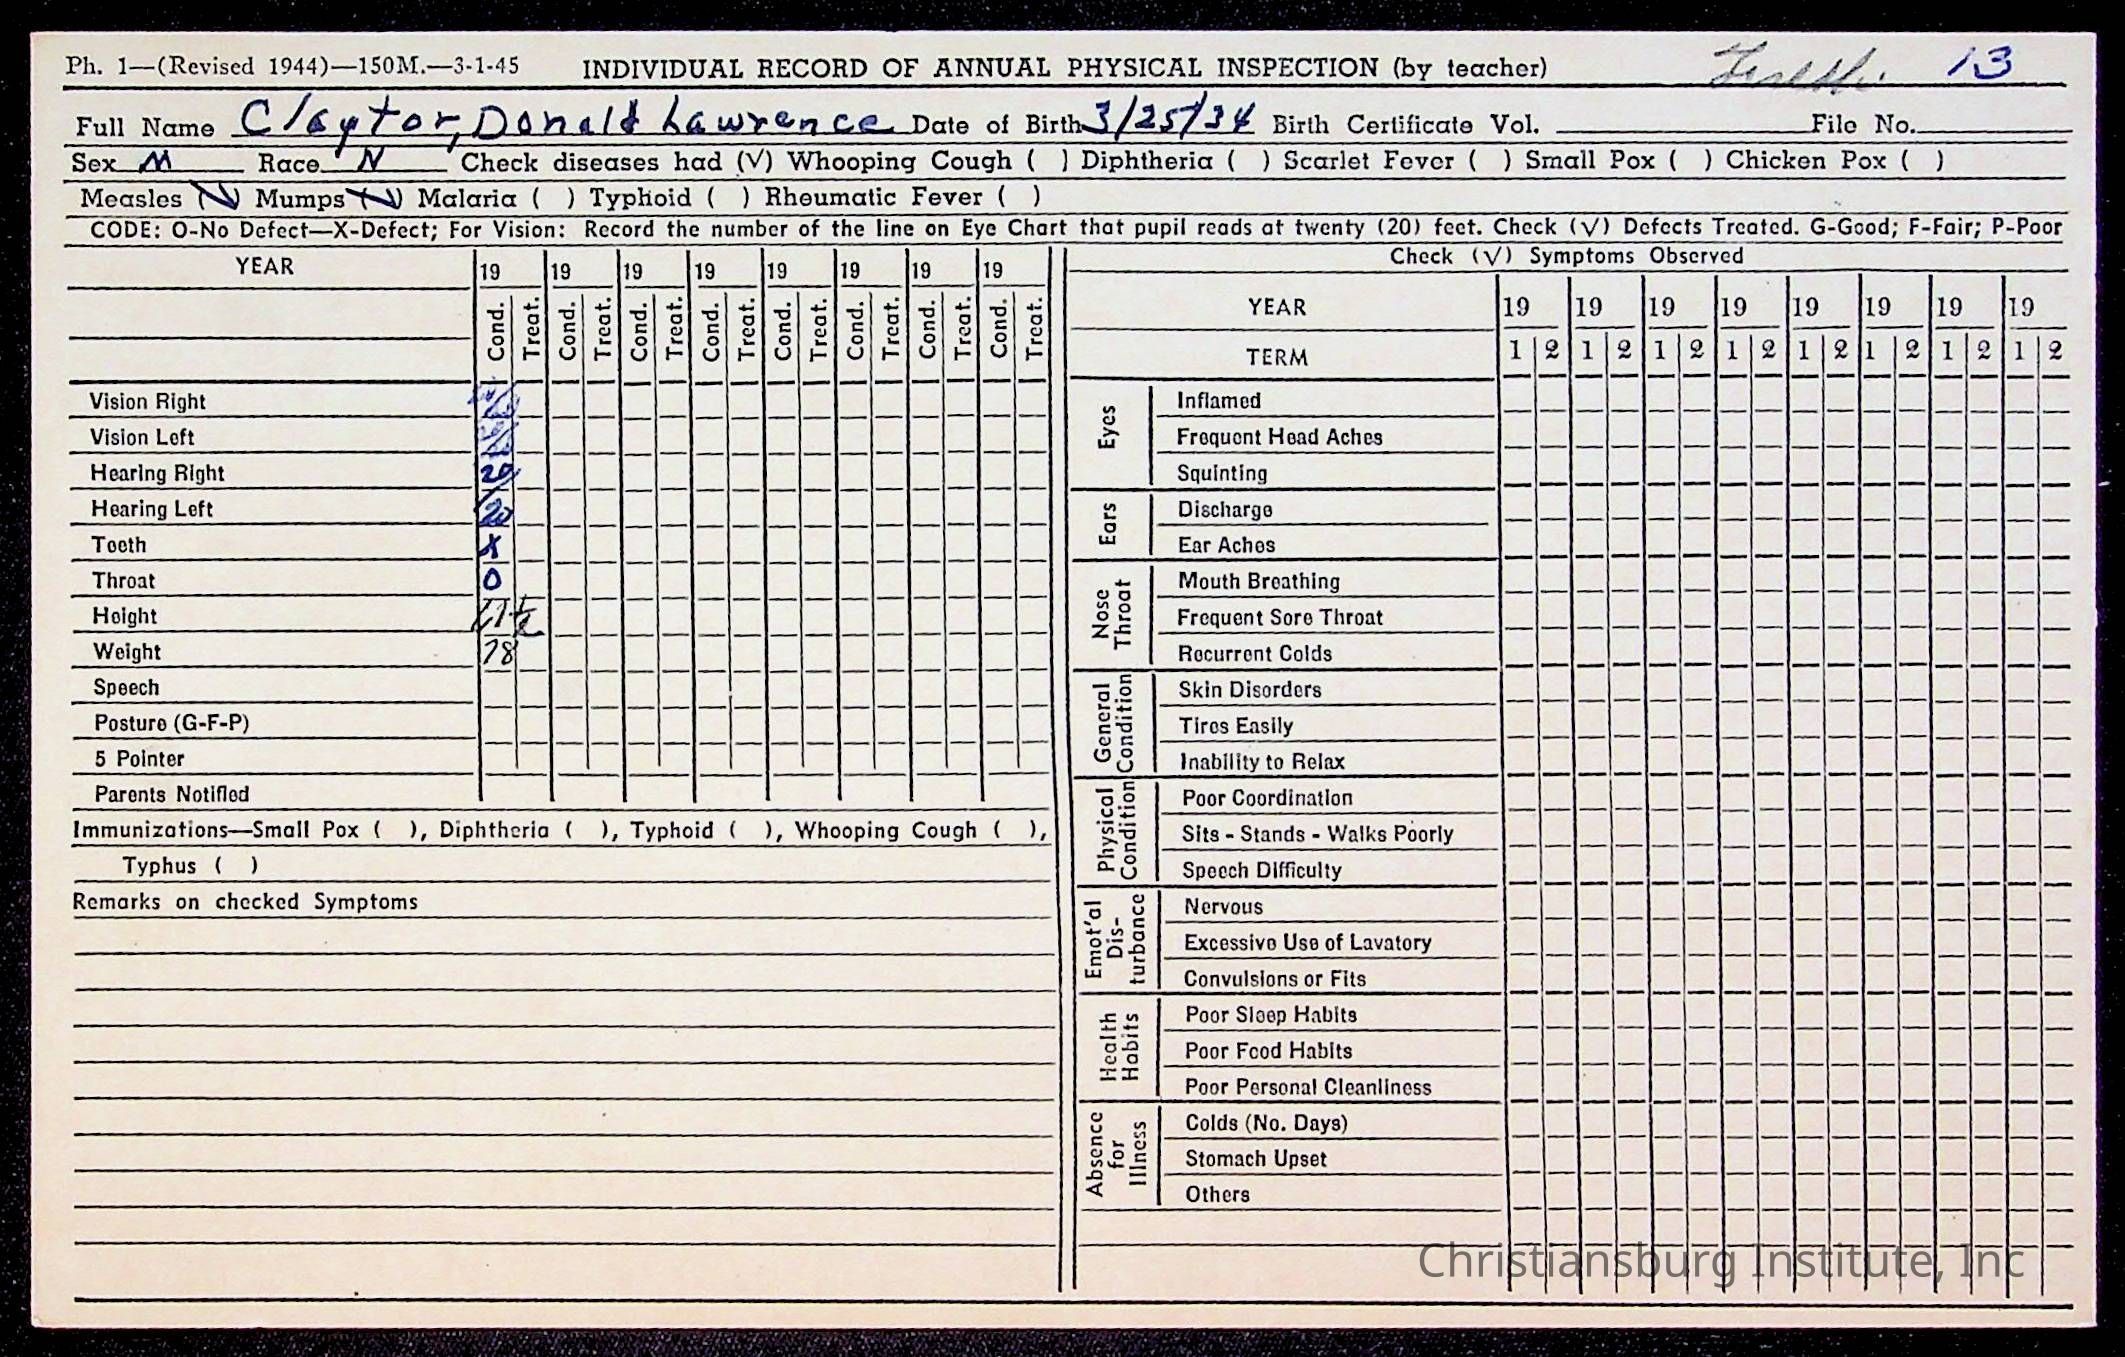 Ph. 1—(Revised 1944)—150M.—3-1-45 INDIVIDUAL RECORD OF ANNUAL PHYSICAL INSPECTION (by teacher) 13
Full Name Claytor, Donald Lawrence Date of Birth 3/25/34 Birth Certificate Vol. File No.
Sex M Race N Check diseases had (√) Whooping Cough ( ) Diphtheria ( ) Scarlet Fever ( ) Small Pox ( ) Chicken Pox ( )
Measles (√) Mumps (√) Malaria ( ) Typhoid ( ) Rheumatic Fever ( )
CODE: O-No Defect—X-Defect; For Vision: Record the number of the line on Eye Chart that pupil reads at twenty (20) feet. Check (√) Defects Treated. G-Good; F-Fair; P-Poor
YEAR 19 19 19 19 19 19 19 19
Cond. Treat. Cond. Treat. Cond. Treat. Cond. Treat. Cond. Treat. Cond. Treat. Cond. Treat. Cond. Treat.
Vision Right
Vision Left
Hearing Right 20
Hearing Left 20
Teeth X
Throat O
Height
Weight 78
Speech
Posture (G-F-P)
5 Pointer
Parents Notified
Immunizations—Small Pox ( ), Diphtheria ( ), Typhoid ( ), Whooping Cough ( ),
Typhus ( )
Remarks on checked Symptoms
Check (√) Symptoms Observed
YEAR 19 19 19 19 19 19 19 19
TERM 1 2 1 2 1 2 1 2 1 2 1 2 1 2 1 2
Eyes
Inflamed
Frequent Head Aches
Squinting
Ears
Discharge
Ear Aches
Nose Throat
Mouth Breathing
Frequent Sore Throat
Recurrent Colds
General Condition
Skin Disorders
Tires Easily
Inability to Relax
Physical Condition
Poor Coordination
Sits - Stands - Walks Poorly
Speech Difficulty
Emot'al Dis-turbance
Nervous
Excessive Use of Lavatory
Convulsions or Fits
Health Habits
Poor Sleep Habits
Poor Food Habits
Poor Personal Cleanliness
Absence for Illness
Colds (No. Days)
Stomach Upset
Others
Christiansburg Institute, Inc